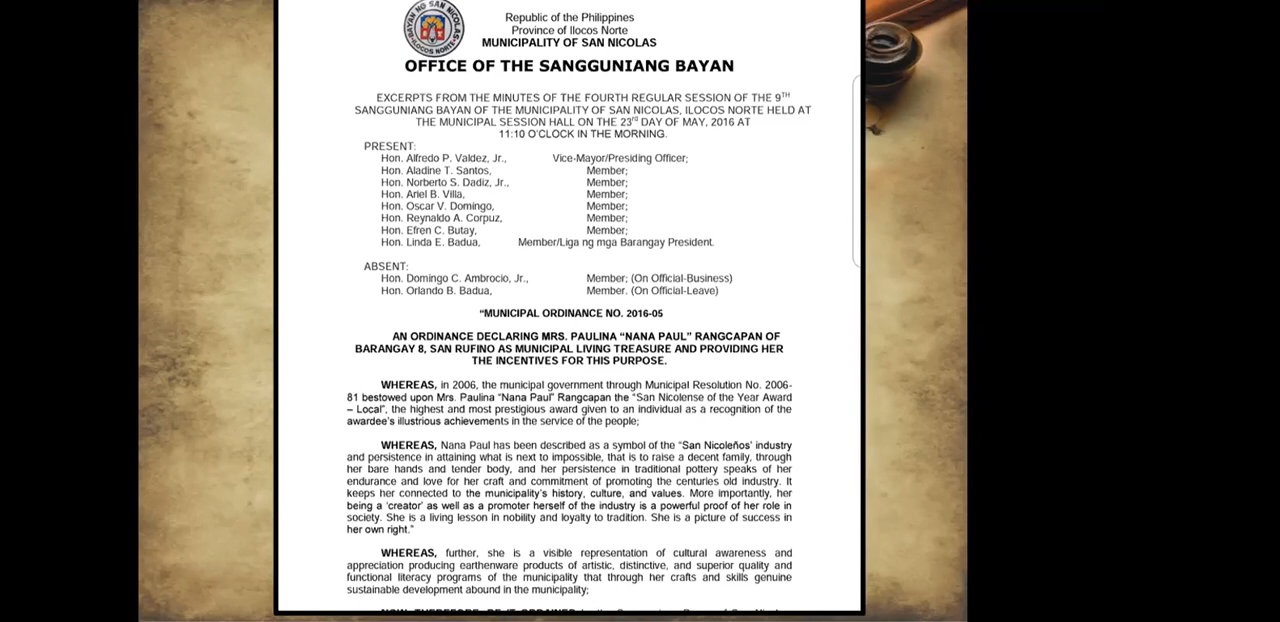 BAYAN NG SAN NICOLAS
ILOCOS NORTE
Republic of the Philippines
Province of Ilocos Norte
MUNICIPALITY OF SAN NICOLAS
OFFICE OF THE SANGGUNIANG BAYAN
EXCERPTS FROM THE MINUTES OF THE FOURTH REGULAR SESSION OF THE 9TH
SANGGUNIANG BAYAN OF THE MUNICIPALITY OF SAN NICOLAS, ILOCOS NORTE HELD AT
THE MUNICIPAL SESSION HALL ON THE 23rd DAY OF MAY, 2016 AT
11:10 O'CLOCK IN THE MORNING.
PRESENT:
Hon. Alfredo P. Valdez, Jr., Vice-Mayor/Presiding Officer;
Hon. Aladine T. Santos, Member;
Hon. Norberto S. Dadiz, Jr., Member;
Hon. Ariel B. Villa, Member;
Hon. Oscar V. Domingo, Member;
Hon. Reynaldo A. Corpuz, Member;
Hon. Efren C. Butay, Member;
Hon. Linda E. Badua, Member/Liga ng mga Barangay President.
ABSENT:
Hon. Domingo C. Ambrocio, Jr., Member; (On Official-Business)
Hon. Orlando B. Badua, Member. (On Official-Leave)
"MUNICIPAL ORDINANCE NO. 2016-05
AN ORDINANCE DECLARING MRS. PAULINA "NANA PAUL" RANGCAPAN OF
BARANGAY 8, SAN RUFINO AS MUNICIPAL LIVING TREASURE AND PROVIDING HER
THE INCENTIVES FOR THIS PURPOSE.
WHEREAS, in 2006, the municipal government through Municipal Resolution No. 2006-
81 bestowed upon Mrs. Paulina "Nana Paul" Rangcapan the "San Nicolense of the Year Award
– Local", the highest and most prestigious award given to an individual as a recognition of the
awardee's illustrious achievements in the service of the people;
WHEREAS, Nana Paul has been described as a symbol of the "San Nicoleños' industry
and persistence in attaining what is next to impossible, that is to raise a decent family, through
her bare hands and tender body, and her persistence in traditional pottery speaks of her
endurance and love for her craft and commitment of promoting the centuries old industry. It
keeps her connected to the municipality's history, culture, and values. More importantly, her
being a 'creator' as well as a promoter herself of the industry is a powerful proof of her role in
society. She is a living lesson in nobility and loyalty to tradition. She is a picture of success in
her own right."
WHEREAS, further, she is a visible representation of cultural awareness and
appreciation producing earthenware products of artistic, distinctive, and superior quality and
functional literacy programs of the municipality that through her crafts and skills genuine
sustainable development abound in the municipality;